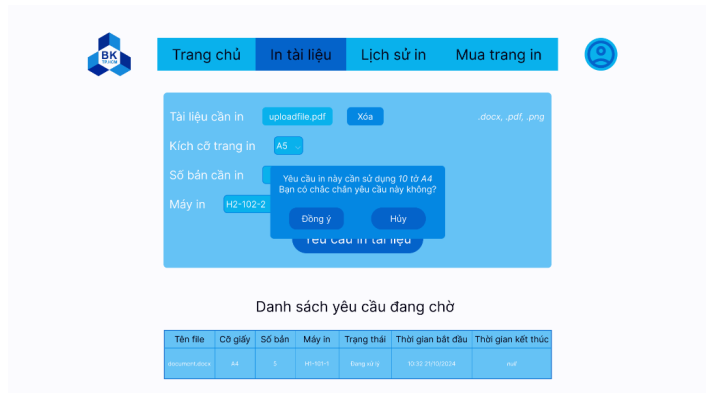 BK
TP.HCM
Trang chủ In tài liệu Lịch sử in Mua trang in
Tài liệu cần in uploadfile.pdf Xóa .docx, .pdf, .png
Kích cỡ trang in A5
Số bản cần in
Yêu cầu in này cần sử dụng 10 tờ A4
Bạn có chắc chắn yêu cầu này không?
Máy in H2-102-2
Đồng ý Hủy
Yêu cầu in tài liệu
Danh sách yêu cầu đang chờ
Tên file Cỡ giấy Số bản Máy in Trạng thái Thời gian bắt đầu Thời gian kết thúc
document.docx A4 3 H1-101-1 Đang xử lý 10:32 21/10/2024